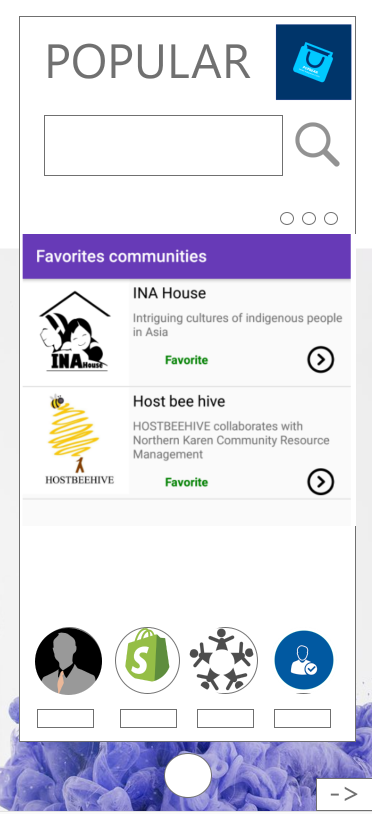 POPULAR
Favorites communities
INA House
Intriguing cultures of indigenous people
in Asia
Favorite
INA House
Host bee hive
HOSTBEEHIVE collaborates with
Northern Karen Community Resource
Management
Favorite
HOSTBEEHIVE
S
->